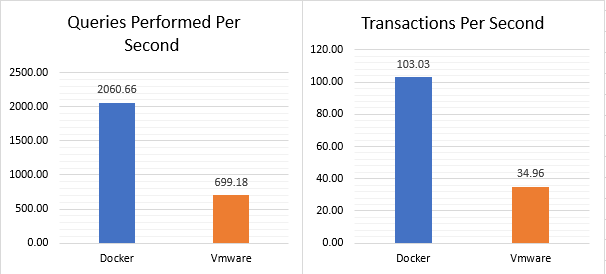 Queries Performed Per
Second
2500.00
2000.00
1500.00
1000.00
500.00
0.00
2060.66
699.18
Docker
Vmware
Transactions Per Second
120.00
100.00
80.00
60.00
40.00
20.00
0.00
103.03
34.96
Docker
Vmware